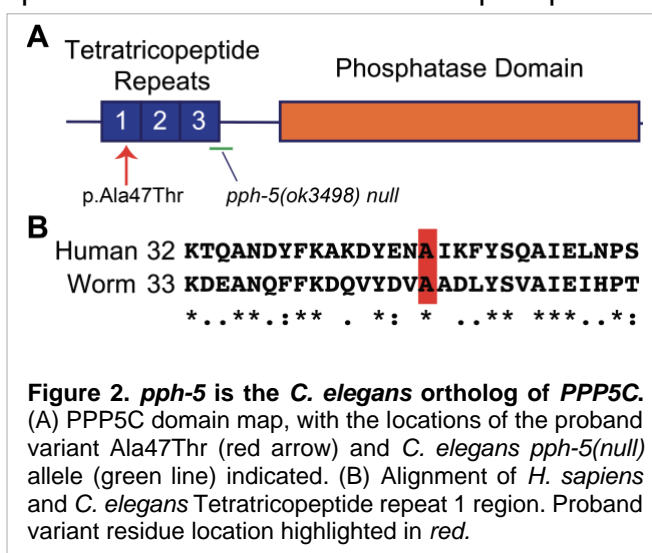 A
Tetratricopeptide
Repeats
Phosphatase Domain
1 2 3
p.Ala47Thr
pph-5(ok3498) null
B
Human 32 KTQANDYFKAKDYENAIKFYSQAIELNPS
Worm 33 KDEANQFFKDQVYDVAADLYSVAIEIHPT
*..**.:** . *: * ..** ***..*:
Figure 2. pph-5 is the C. elegans ortholog of PPP5C.
(A) PPP5C domain map, with the locations of the proband
variant Ala47Thr (red arrow) and C. elegans pph-5(null)
allele (green line) indicated. (B) Alignment of H. sapiens
and C. elegans Tetratricopeptide repeat 1 region. Proband
variant residue location highlighted in red.